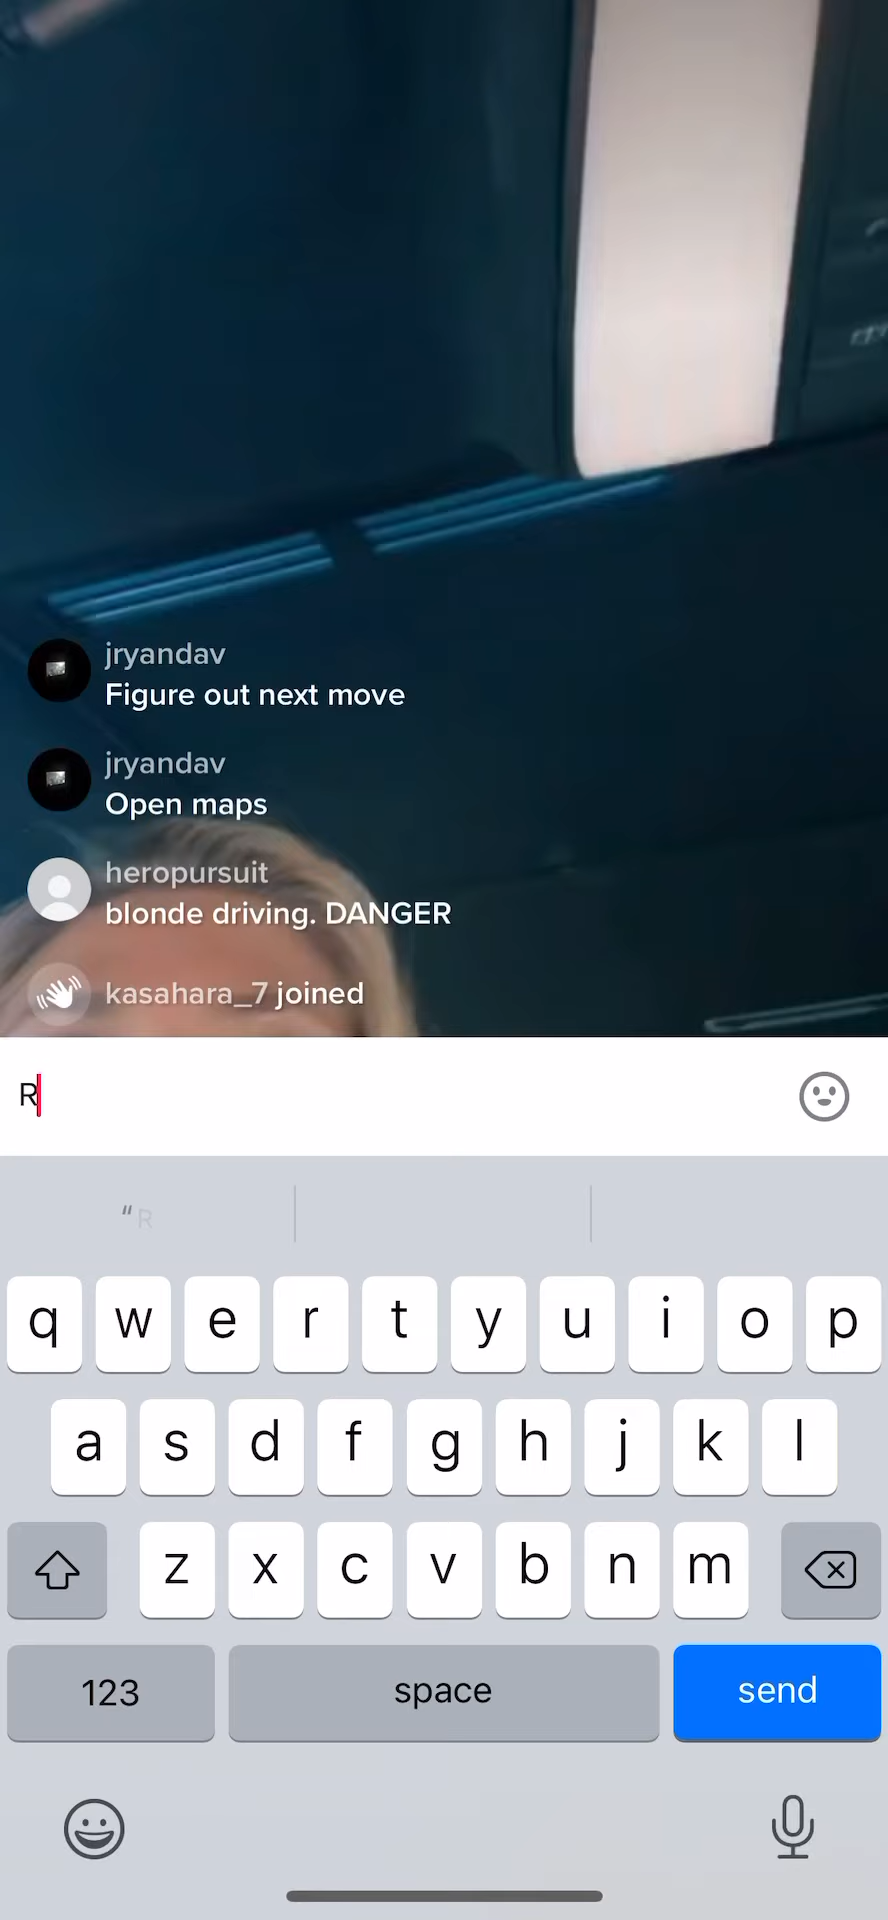 jryandav
Figure out next move
jryandav
Open maps
heropursuit
blonde driving. DANGER
kasahara_7 joined
R
" R
q w e r t y u i o p
a s d f g h j k l
z x c v b n m
123 space send